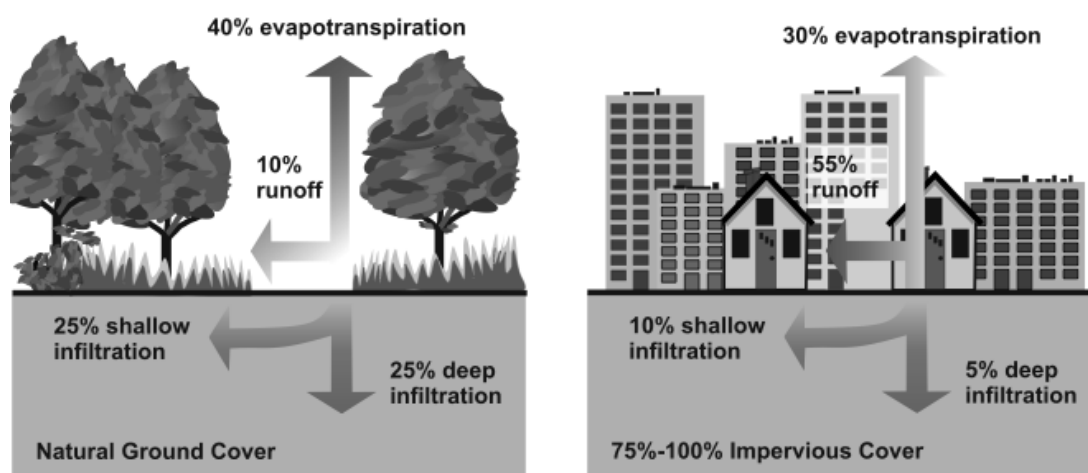 40% evapotranspiration
10%
runoff
25% shallow
infiltration
25% deep
infiltration
Natural Ground Cover
30% evapotranspiration
55%
runoff
10% shallow
infiltration
5% deep
infiltration
75%-100% Impervious Cover